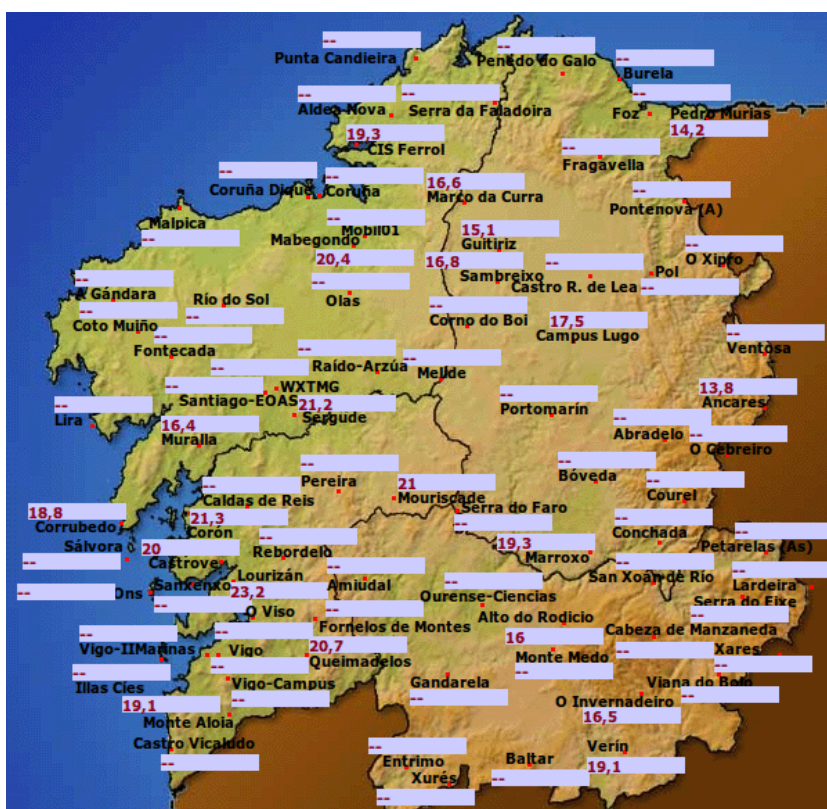 --
Punta Candieira
--
Penedo do Galo
--
Burela
--
Aldea Nova
--
Serra da Faladoira
--
Foz
Pedro Murias
14,2
19,3
CIS Ferrol
--
Fragavella
--
Coruña Dique
--
Coruña
16,6
Marco da Curra
--
Pontenova (A)
Malpica
--
--
Mobil01
Mabegondo
20,4
15,1
Guitiriz
16,8
Sambreixo
--
Castro R. de Lea
Pol
--
--
O Xipro
--
A Gándara
--
Coto Muiño
Río do Sol
--
--
Olas
--
Corno do Boi
Campus Lugo
17,5
--
Fontecada
--
Ventosa
--
Raído-Arzúa
--
Melide
--
WXTMG
--
Santiago-EOAS
21,2
Sergude
13,8
Ancares
--
Portomarín
--
Lira
16,4
Muralla
--
Abradelo
--
O Cebreiro
--
Pereira
21
Mouriscade
--
Bóveda
--
Courel
--
Caldas de Reis
18,8
Corrubedo
21,3
Corón
Serra do Faro
--
--
Conchada
Sálvora
--
20
Castrove
--
Rebordelo
19,3
Marroxo
--
Petarelas (As)
--
Ons
Sanxenxo
--
Lourizán
23,2
--
Amiudal
--
Ourense-Ciencias
--
San Xoán de Río
--
Lardeira
--
Serra do Eixe
O Viso
--
--
Fornelos de Montes
Alto do Rodicio
--
Cabeza de Manzaneda
--
--
Vigo-IIMarinas
--
Vigo
20,7
Queimadelos
16
Monte Medo
Xares
--
--
Illas Cíes
--
Vigo-Campus
Gandarela
--
Viana do Bolo
--
19,1
Monte Aloia
--
O Invernadeiro
16,5
Castro Vicaludo
--
--
Entrimo
Xurés
--
Baltar
--
Verín
19,1